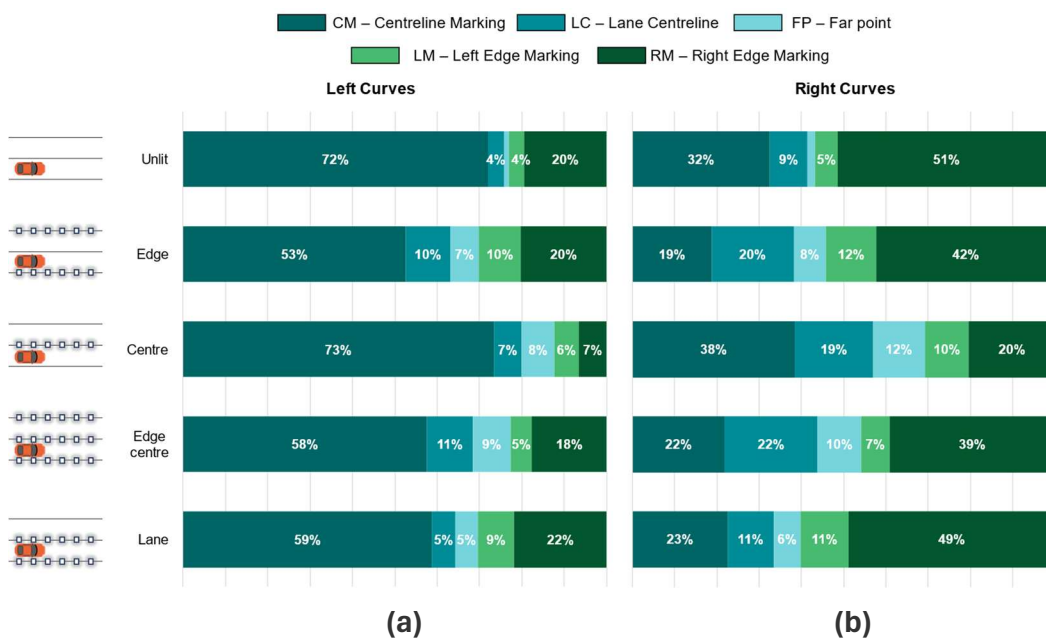 CM – Centreline Marking LC – Lane Centreline FP – Far point
LM – Left Edge Marking RM – Right Edge Marking
Left Curves Right Curves
Unlit 72% 4% 4% 20% 32% 9% 5% 51%
Edge 53% 10% 7% 10% 20% 19% 20% 8% 12% 42%
Centre 73% 7% 8% 6% 7% 38% 19% 12% 10% 20%
Edge
centre 58% 11% 9% 5% 18% 22% 22% 10% 7% 39%
Lane 59% 5% 5% 9% 22% 23% 11% 6% 11% 49%
(a) (b)